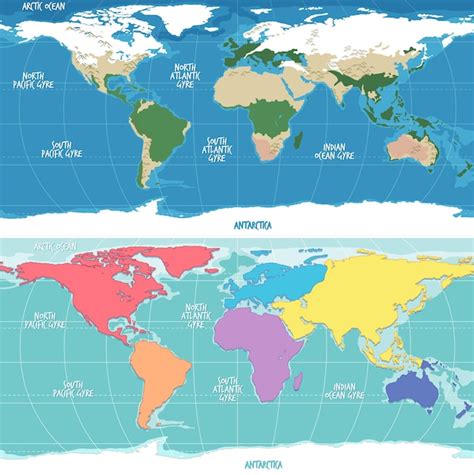 ARCTIC OCEAN
NORTH
PACIFIC GYRE
NORTH
ATLANTIC
GYRE
SOUTH
PACIFIC GYRE
SOUTH
ATLANTIC
GYRE
INDIAN OCEAN
GYRE
ANTARCTICA
ARCTIC OCEAN
NORTH
PACIFIC GYRE
NORTH
ATLANTIC
GYRE
SOUTH
PACIFIC GYRE
SOUTH
ATLANTIC
GYRE
INDIAN
OCEAN GYRE
ANTARCTICA